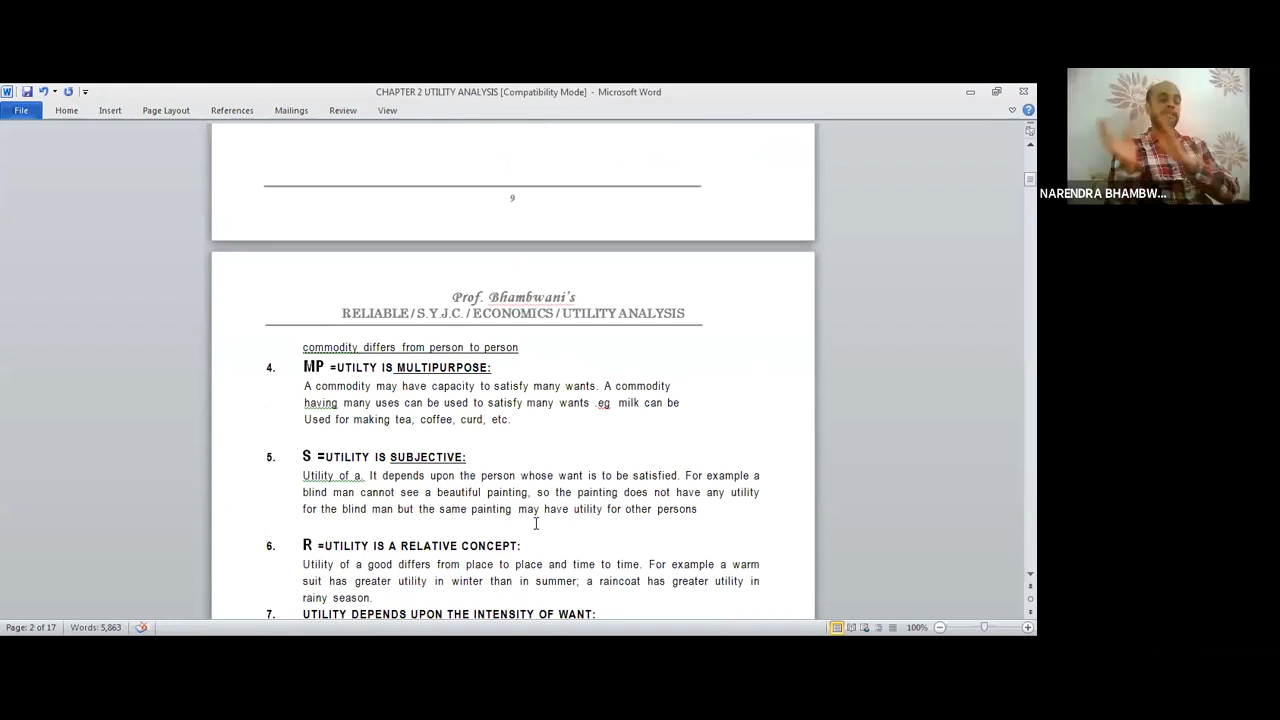 CHAPTER 2 UTILITY ANALYSIS [Compatibility Mode] - Microsoft Word
File Home Insert Page Layout References Mailings Review View
9
Prof. Bhambwani's
RELIABLE / S.Y.J.C. / ECONOMICS / UTILITY ANALYSIS
commodity differs from person to person
4. MP =UTILTY IS MULTIPURPOSE:
A commodity may have capacity to satisfy many wants. A commodity
having many uses can be used to satisfy many wants .eg milk can be
Used for making tea, coffee, curd, etc.
5. S =UTILITY IS SUBJECTIVE:
Utility of a. It depends upon the person whose want is to be satisfied. For example a
blind man cannot see a beautiful painting, so the painting does not have any utility
for the blind man but the same painting may have utility for other persons
6. R =UTILITY IS A RELATIVE CONCEPT:
Utility of a good differs from place to place and time to time. For example a warm
suit has greater utility in winter than in summer; a raincoat has greater utility in
rainy season.
7. UTILITY DEPENDS UPON THE INTENSITY OF WANT:
Page: 2 of 17 Words: 5,863 100%
NARENDRA BHAMBW...